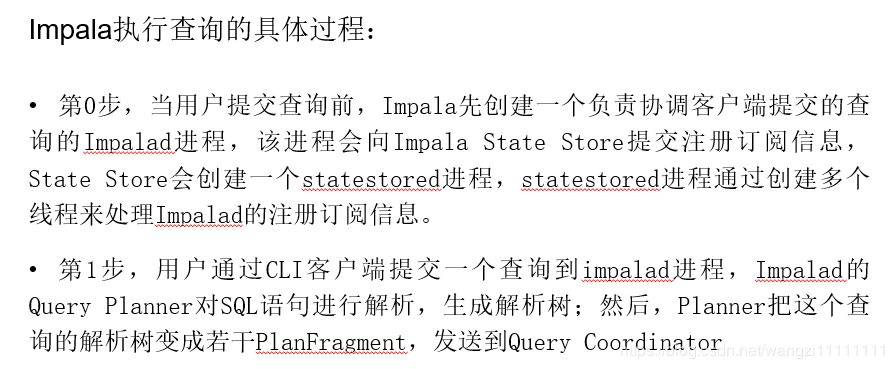 Impala执行查询的具体过程：
• 第0步，当用户提交查询前，Impala先创建一个负责协调客户端提交的查
询的Impalad进程，该进程会向Impala State Store提交注册订阅信息，
State Store会创建一个statestored进程，statestored进程通过创建多个
线程来处理Impalad的注册订阅信息。
• 第1步，用户通过CLI客户端提交一个查询到impalad进程，Impalad的
Query Planner对SQL语句进行解析，生成解析树；然后，Planner把这个查
询的解析树变成若干PlanFragment，发送到Query Coordinator
https://blog.csdn.net/wangzi11111111